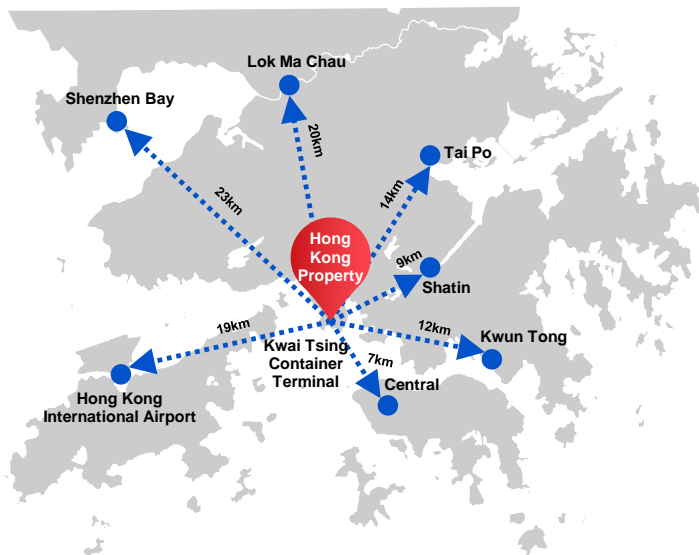 Lok Ma Chau
Shenzhen Bay
20km
Tai Po
14km
23km
Hong
Kong
Property
9km
Shatin
19km
12km
Kwun Tong
Kwai Tsing
Container
Terminal
7km
Central
Hong Kong
International Airport